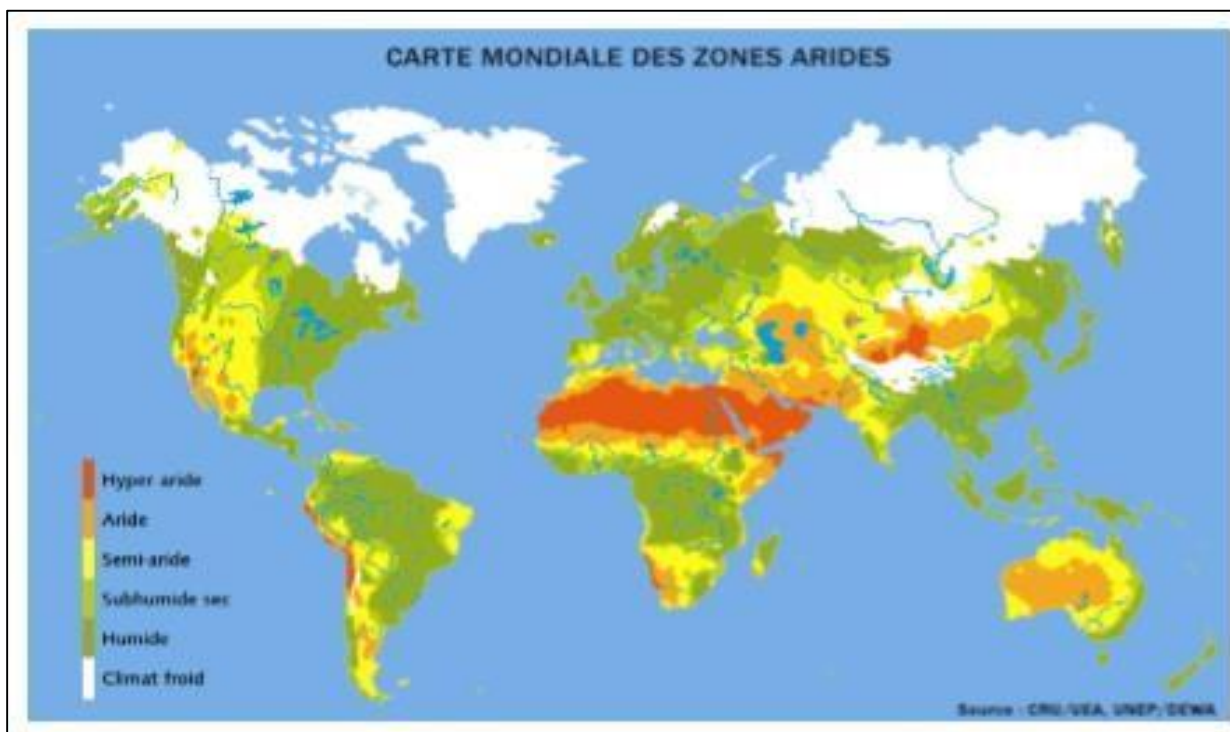 CARTE MONDIALE DES ZONES ARIDES
Hyper aride
Aride
Semi-aride
Subhumide sec
Humide
Climat froid
Source : CRU/UEA, UNEP/DEWA